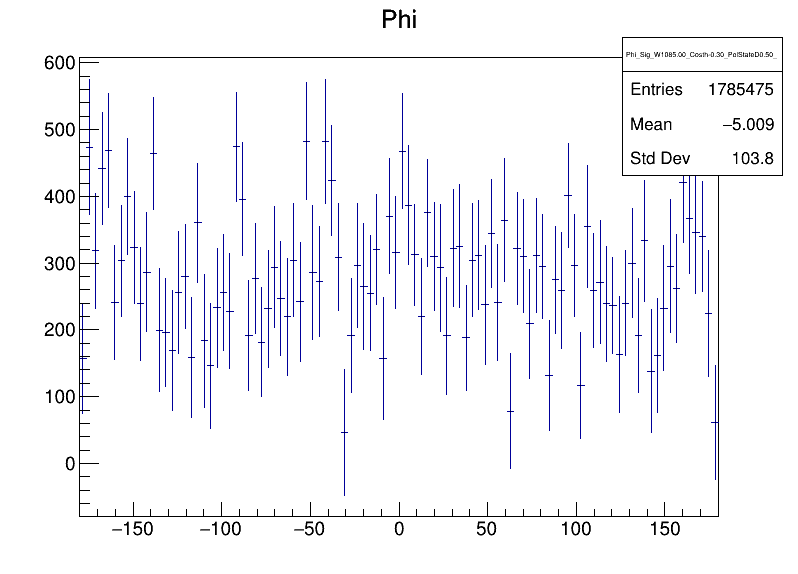 Phi
Phi_Sig_W1085.00_Costh-0.30_PolStateD0.50_
Entries 1785475
Mean −5.009
Std Dev 103.8
600
500
400
300
200
100
0
−150 −100 −50 0 50 100 150